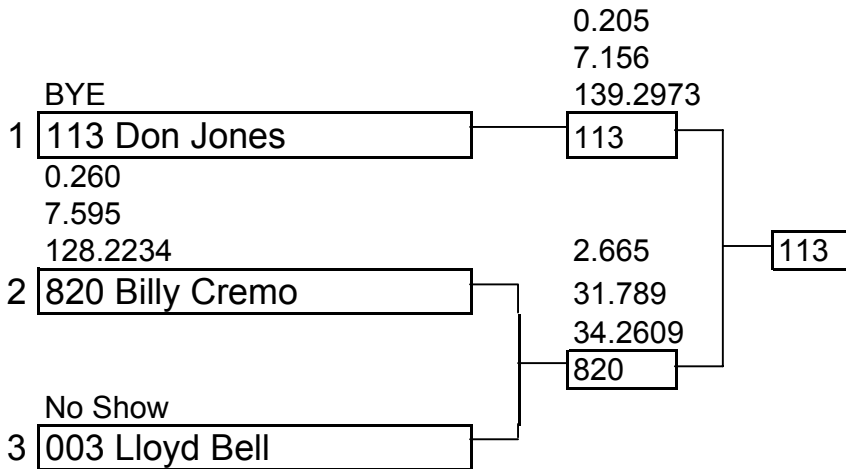 BYE
1 113 Don Jones
0.260
7.595
128.2234
2 820 Billy Cremo
No Show
3 003 Lloyd Bell
0.205
7.156
139.2973
113
2.665
31.789
34.2609
820
113